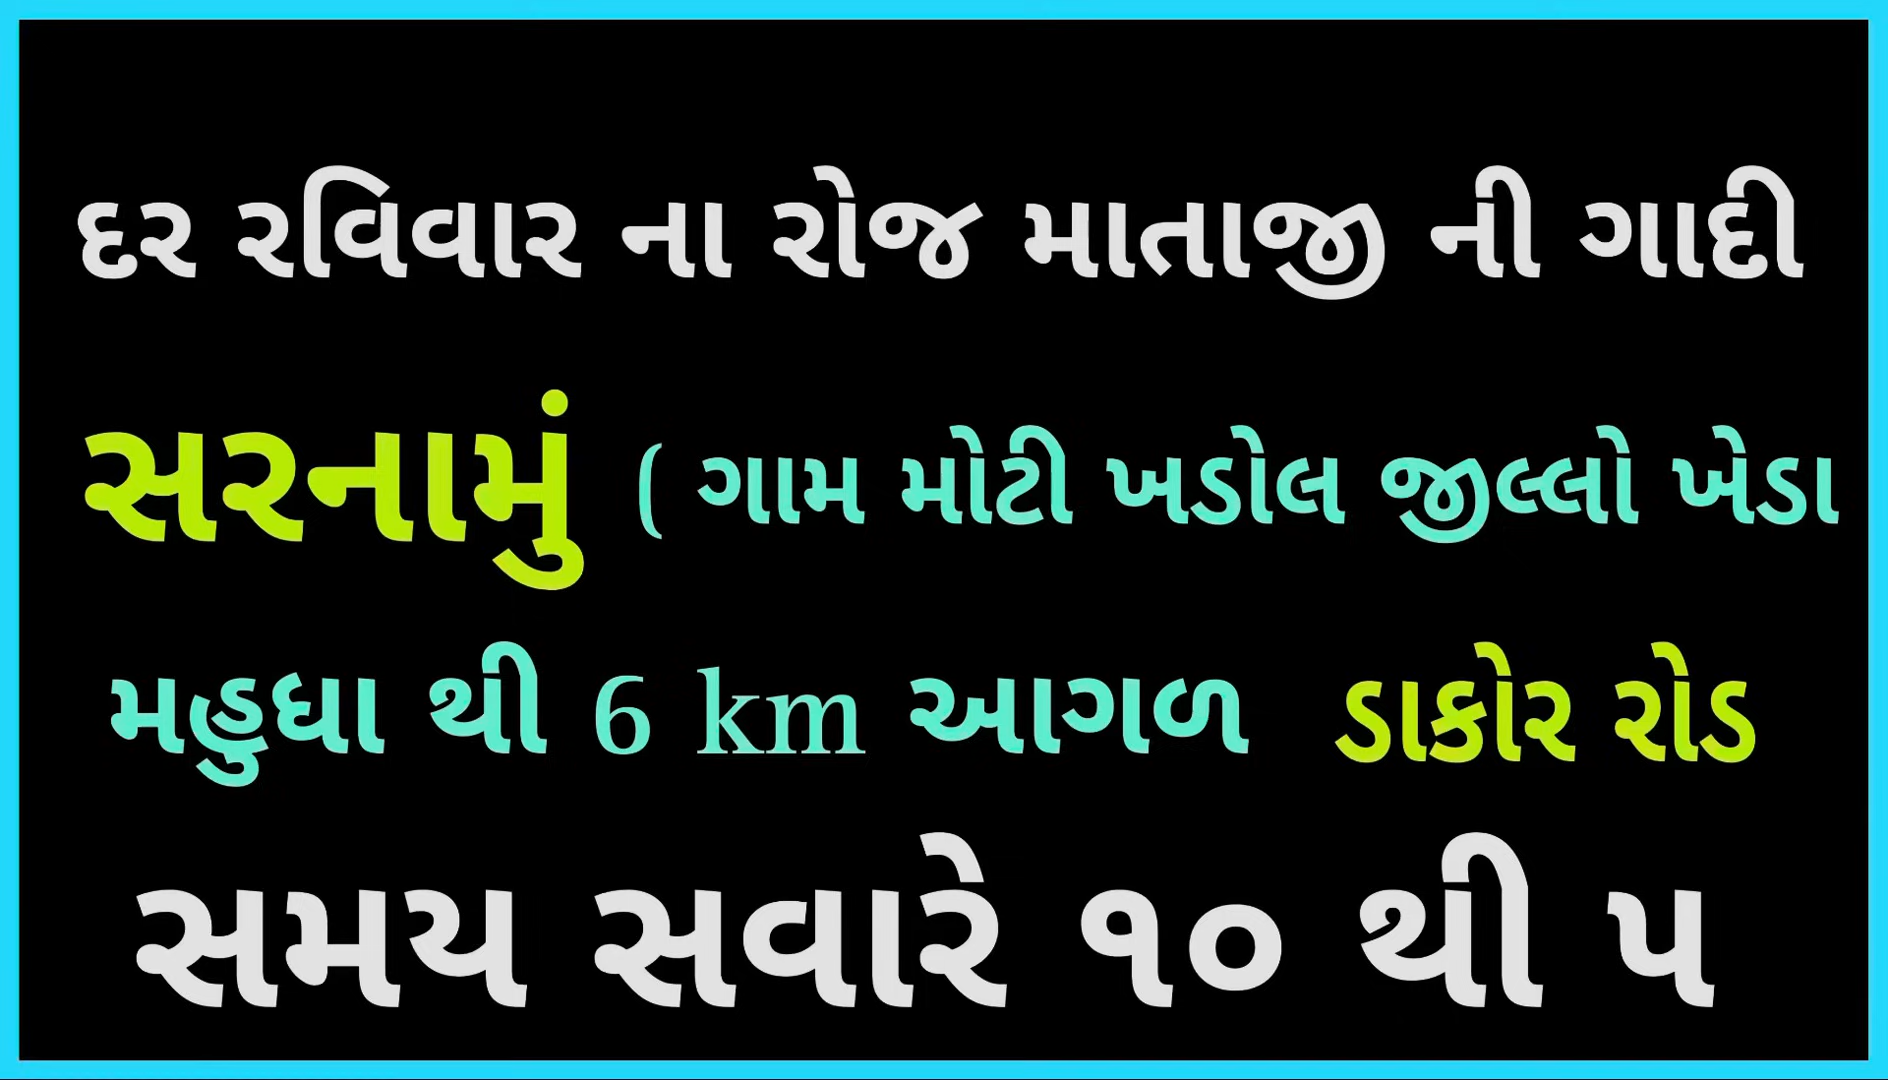 દર રવિવાર ના રોજ માતાજી ની ગાદી
સરનામું ( ગામ મોટી ખડોલ જીલ્લો ખેડા
મહુધા થી 6 km આગળ ડાકોર રોડ
સમય સવારે ૧૦ થી ૫